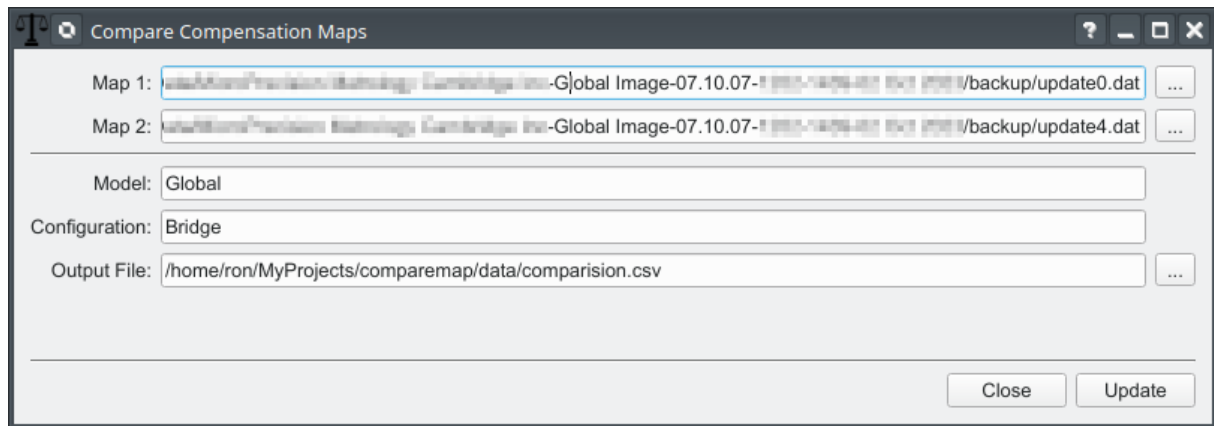 Compare Compensation Maps ?
Map 1: -Global Image-07.10.07- /backup/update0.dat ...
Map 2: -Global Image-07.10.07- /backup/update4.dat ...
Model: Global
Configuration: Bridge
Output File: /home/ron/MyProjects/comparemap/data/comparision.csv ...
Close Update